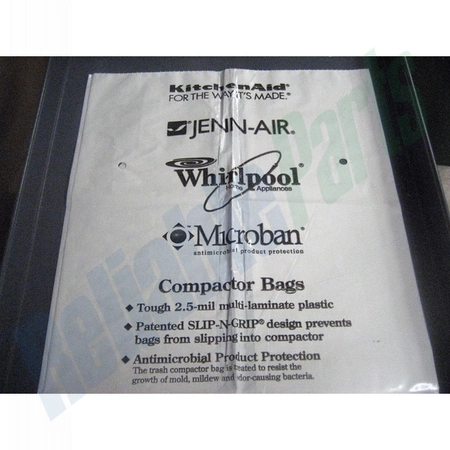 KitchenAid®
FOR THE WAY IT'S MADE.®
JENN-AIR®
Whirlpool®
Home Appliances
Microban®
antimicrobial product protection
Compactor Bags
◆ Tough 2.5-mil multi-laminate plastic
◆ Patented SLIP-N-GRIP® design prevents
bags from slipping into compactor
◆ Antimicrobial Product Protection
The trash compactor bag is treated to resist the
growth of mold, mildew and odor-causing bacteria.
Reliable Parts